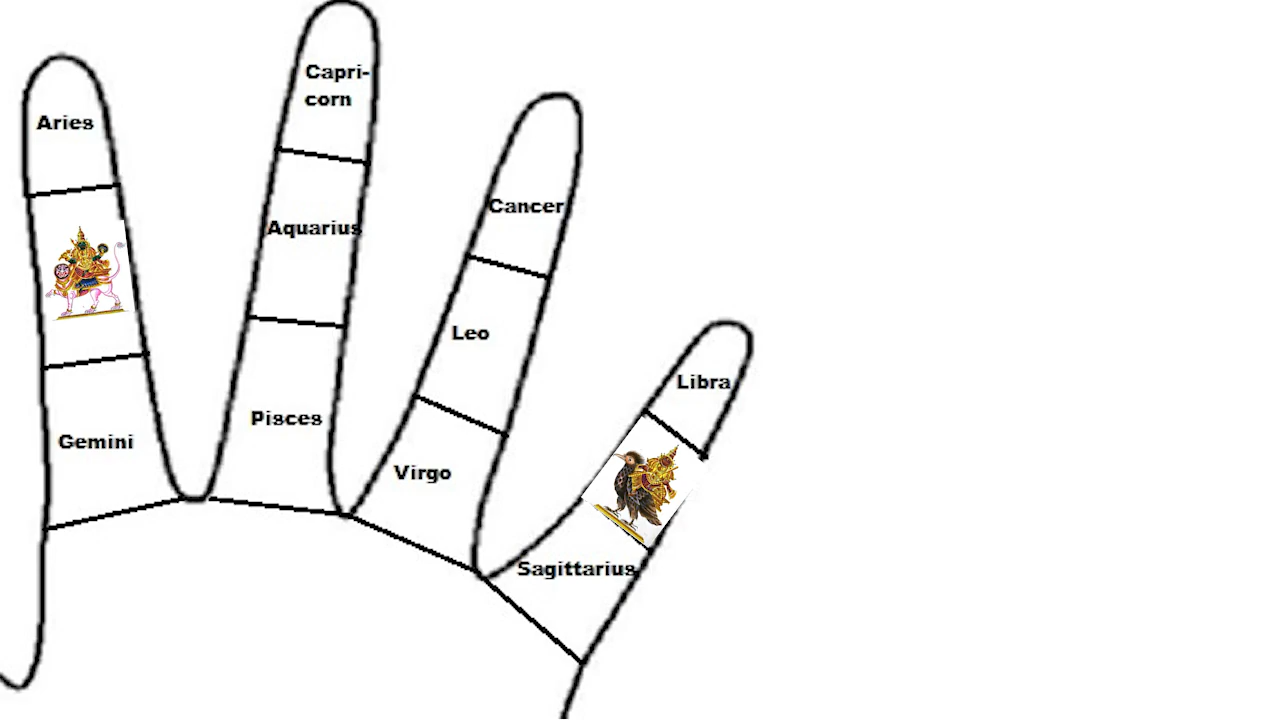 Aries
Gemini
Capri-
corn
Aquarius
Pisces
Cancer
Leo
Virgo
Libra
Sagittarius